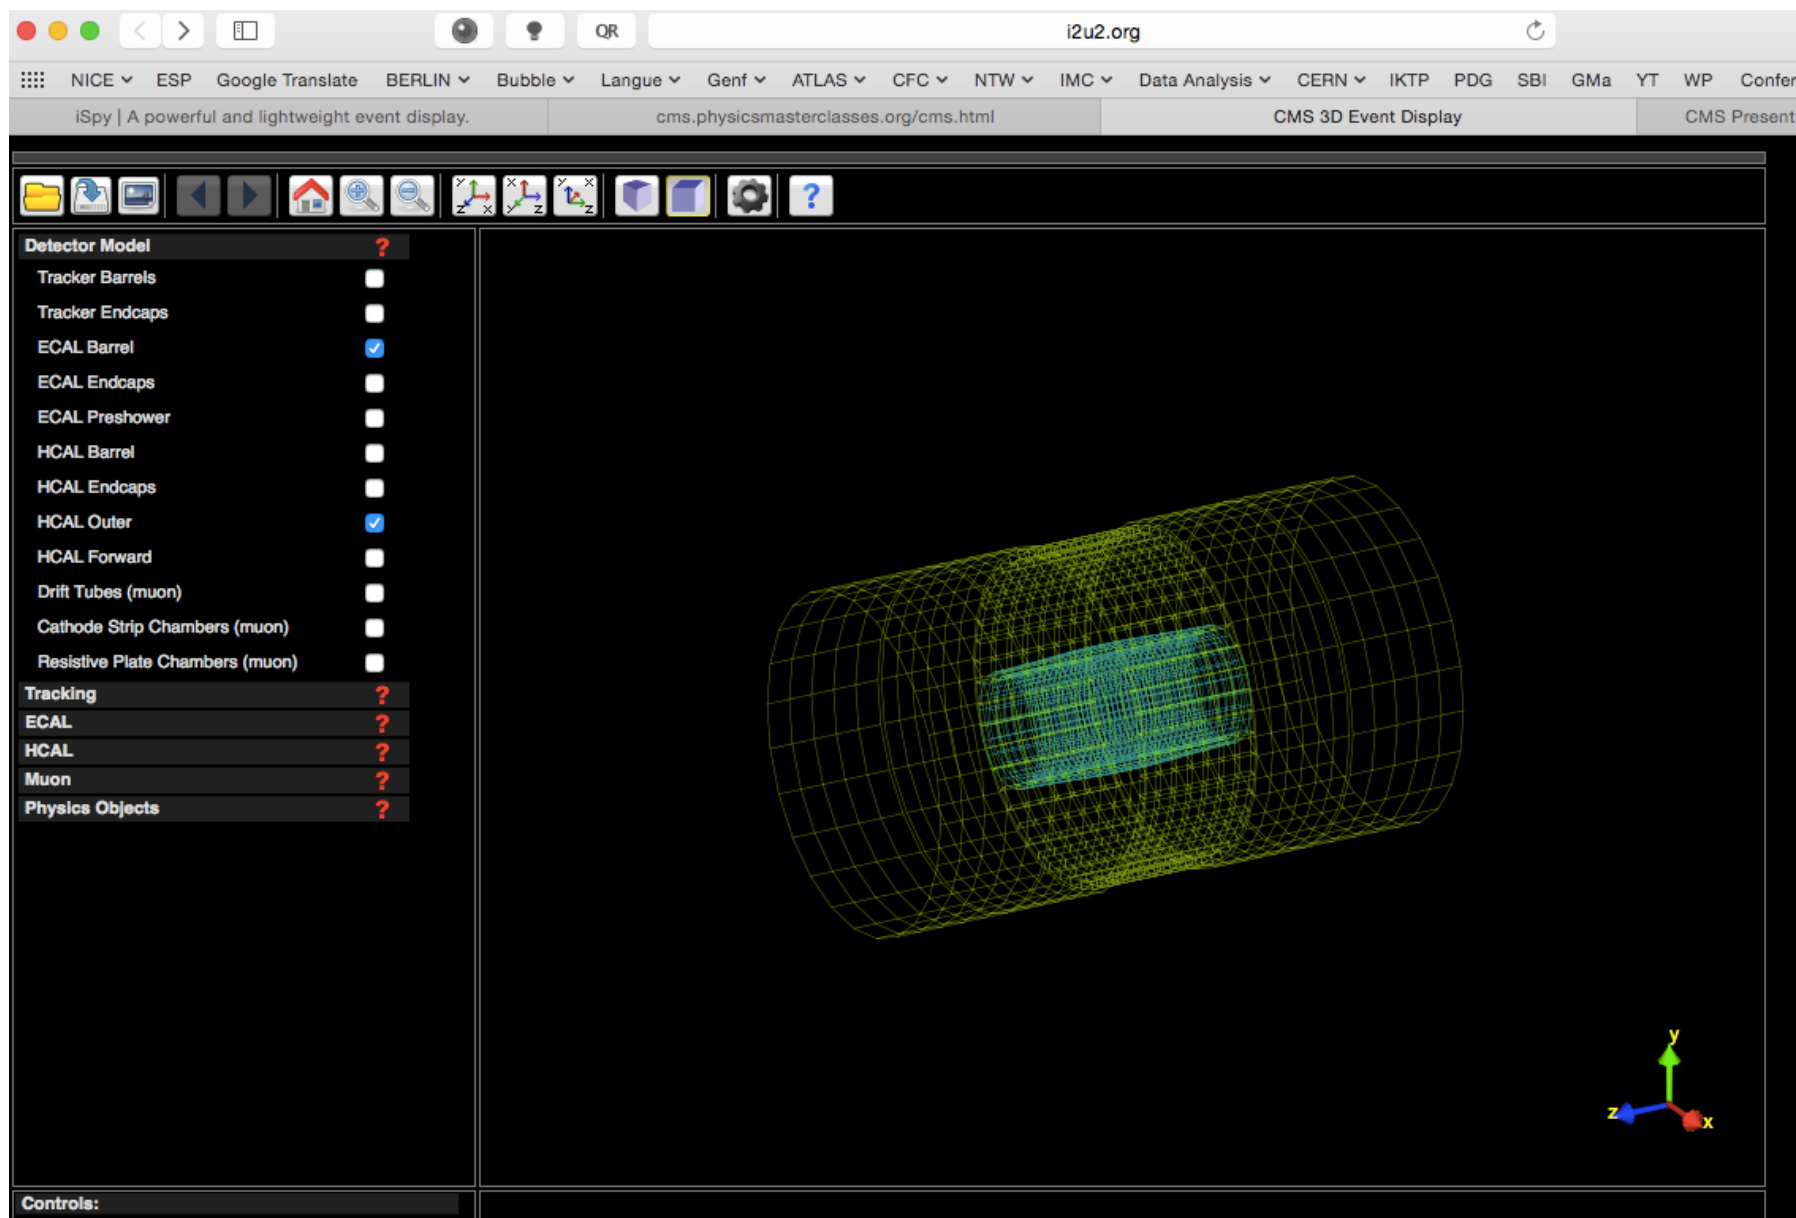 QR
i2u2.org
NICE ESP Google Translate BERLIN Bubble Langue Genf ATLAS CFC NTW IMC Data Analysis CERN IKTP PDG SBI GMa YT WP Confer
iSpy | A powerful and lightweight event display. cms.physicsmasterclasses.org/cms.html CMS 3D Event Display CMS Present
Y Z X X Y Z Y X Z ?
Detector Model ?
Tracker Barrels
Tracker Endcaps
ECAL Barrel
ECAL Endcaps
ECAL Preshower
HCAL Barrel
HCAL Endcaps
HCAL Outer
HCAL Forward
Drift Tubes (muon)
Cathode Strip Chambers (muon)
Resistive Plate Chambers (muon)
Tracking ?
ECAL ?
HCAL ?
Muon ?
Physics Objects ?
y
z
x
Controls: